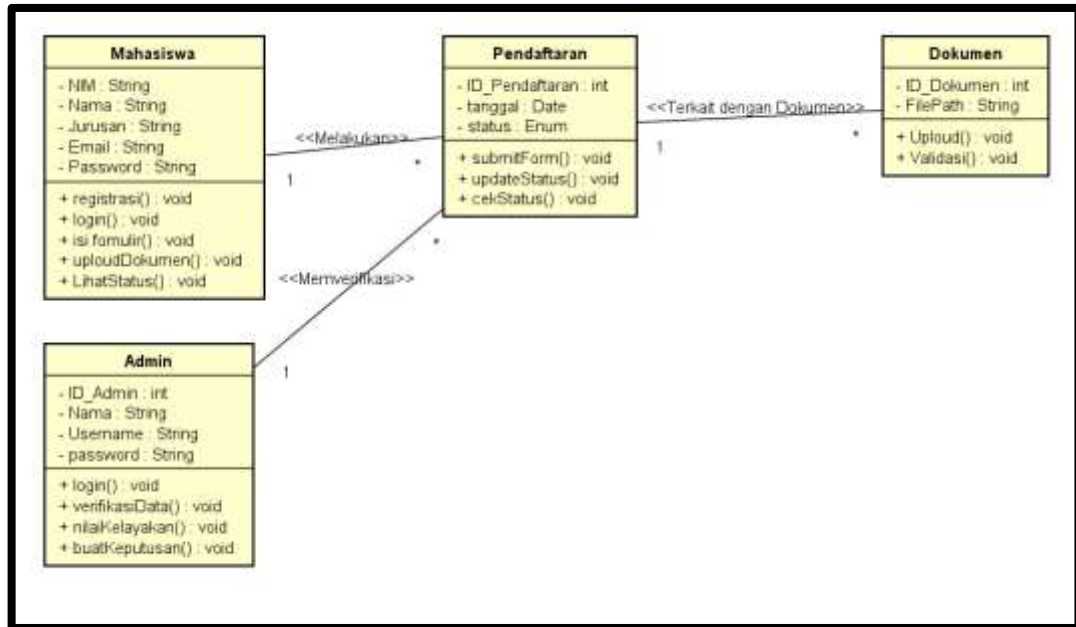 Mahasiswa
- NIM : String
- Nama : String
- Jurusan : String
- Email : String
- Password : String
+ registrasi() : void
+ login() : void
+ isi fomulir() : void
+ uploudDokumen() : void
+ LihatStatus() : void
<<Melakukan>>
1
*
Pendaftaran
- ID_Pendaftaran : int
- tanggal : Date
- status : Enum
+ submitForm() : void
+ updateStatus() : void
+ cekStatus() : void
<<Terkait dengan Dokumen>>
1
*
Dokumen
- ID_Dokumen : int
- FilePath : String
+ Uploud() : void
+ Validasi() : void
*
<<Memverifikasi>>
1
Admin
- ID_Admin : int
- Nama : String
- Username : String
- password : String
+ login() : void
+ verifikasiData() : void
+ nilaiKelayakan() : void
+ buatKeputusan() : void